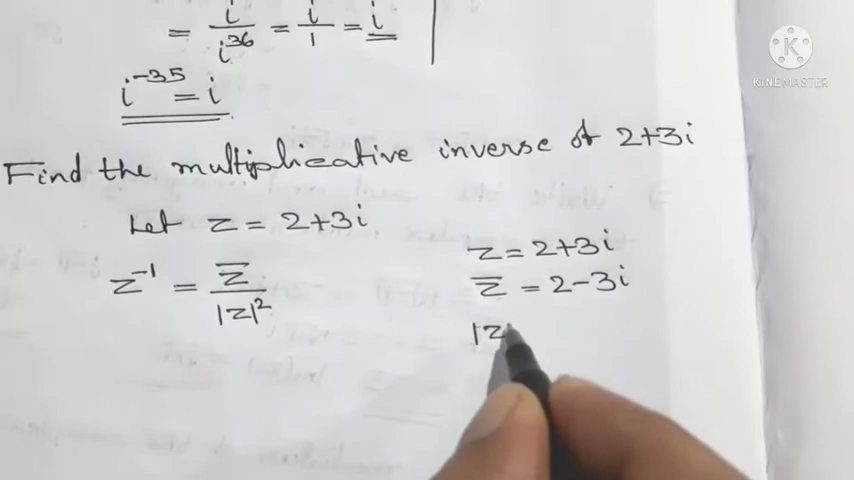 = i/i^36 = i/1 = i
i^-35 = i
Find the multiplicative inverse of 2+3i
Let z = 2+3i
z^-1 = z̅/|z|^2
z = 2+3i
z̅ = 2-3i
|z
K
KINEMASTER